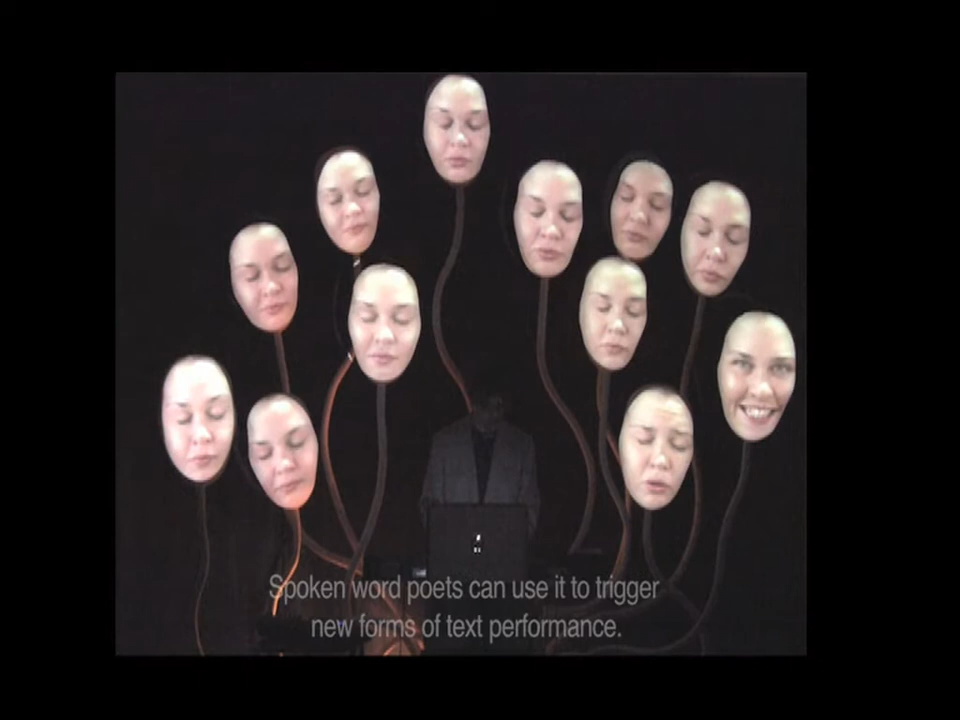 Spoken word poets can use it to trigger
new forms of text performance.